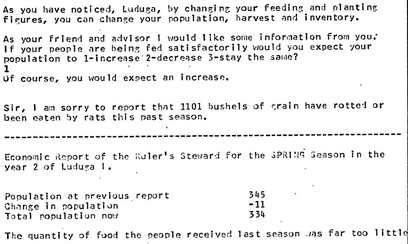 As you have noticed, Luduga, by changing your feeding and planting
figures, you can change your population, harvest and inventory.
As your friend and advisor I would like some information from you.
If your people are being fed satisfactorily would you expect your
population to 1-increase 2-decrease 3-stay the same?
1
Of course, you would expect an increase.
Sir, I am sorry to report that 1101 bushels of grain have rotted or
been eaten by rats this past season.
Economic Report of the Ruler's Steward for the SPRING Season in the
year 2 of Luduga I.
Population at previous report 345
Change in population -11
Total population now 334
The quantity of food the people received last season was far too little